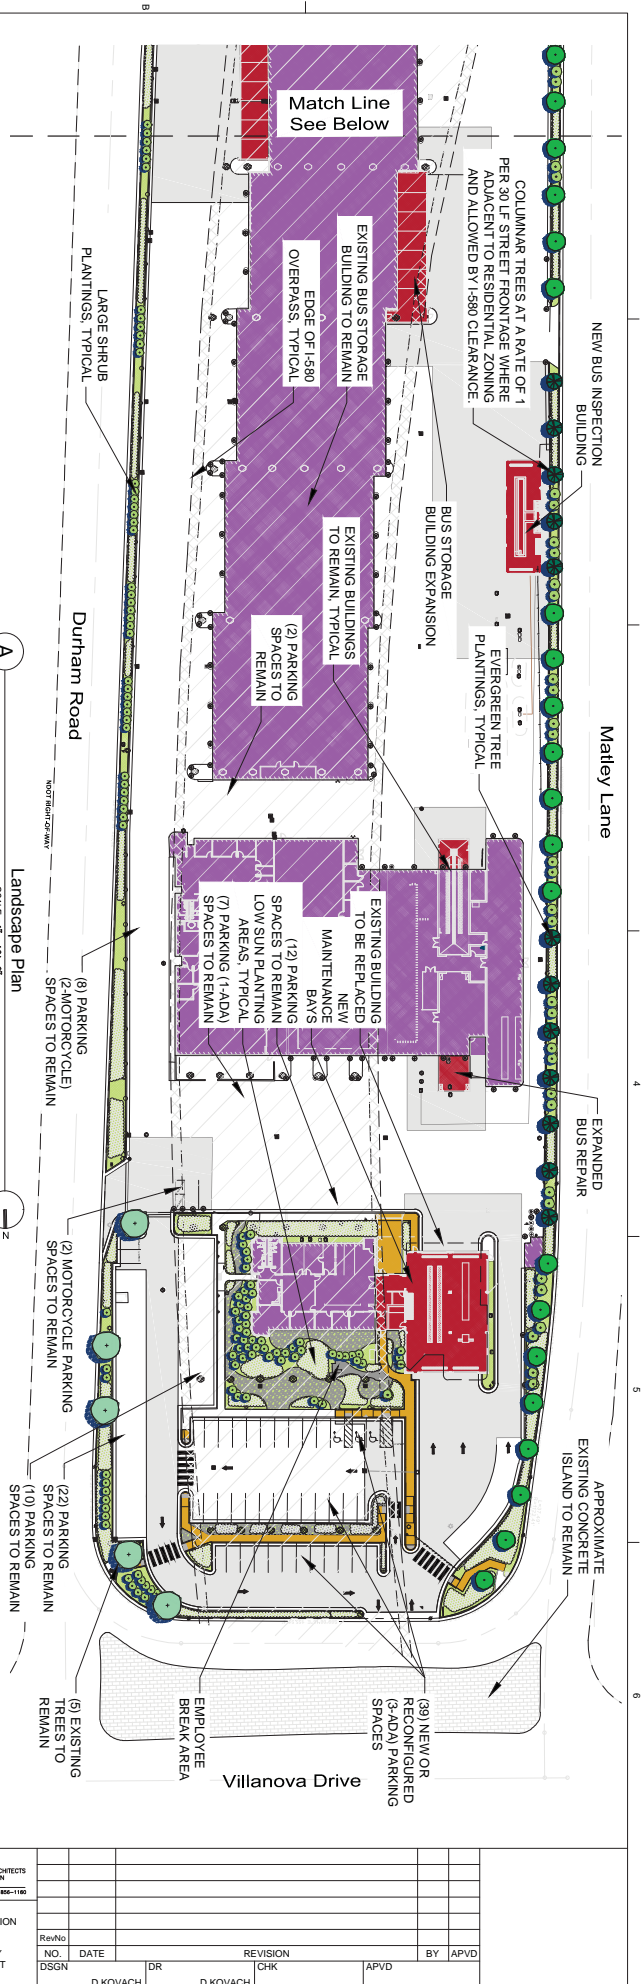 B
Match Line
See Below
COLUMNAR TREES AT A RATE OF 1
PER 30 LF STREET FRONTAGE WHERE
ADJACENT TO RESIDENTIAL ZONING
AND ALLOWED BY I-580 CLEARANCE.
NEW BUS INSPECTION
BUILDING
EXISTING BUS STORAGE
BUILDING TO REMAIN
EDGE OF I-580
OVERPASS, TYPICAL
LARGE SHRUB
PLANTINGS, TYPICAL
BUS STORAGE
BUILDING EXPANSION
EXISTING BUILDINGS
TO REMAIN, TYPICAL
(2) PARKING
SPACES TO
REMAIN
EVERGREEN TREE
PLANTINGS, TYPICAL
Matley Lane
Durham Road
NDOT RIGHT-OF-WAY
A
Landscape Plan
EXISTING BUILDING
TO BE REPLACED
NEW
MAINTENANCE
BAYS
(12) PARKING
SPACES TO REMAIN
LOW SUN PLANTING
AREAS, TYPICAL
(7) PARKING (1-ADA)
SPACES TO REMAIN
(8) PARKING
(2-MOTORCYCLE)
SPACES TO REMAIN
4
EXPANDED
BUS REPAIR
N
(2) MOTORCYCLE PARKING
SPACES TO REMAIN
5
APPROXIMATE
EXISTING CONCRETE
ISLAND TO REMAIN
(22) PARKING
SPACES TO REMAIN
(10) PARKING
SPACES TO REMAIN
6
(39) NEW OR
RECONFIGURED
(3-ADA) PARKING
SPACES
EMPLOYEE
BREAK AREA
(5) EXISTING
TREES TO
REMAIN
Villanova Drive
RevNo
NO. DATE REVISION BY APVD
DSGN DR CHK APVD
D.KOVACH D.KOVACH